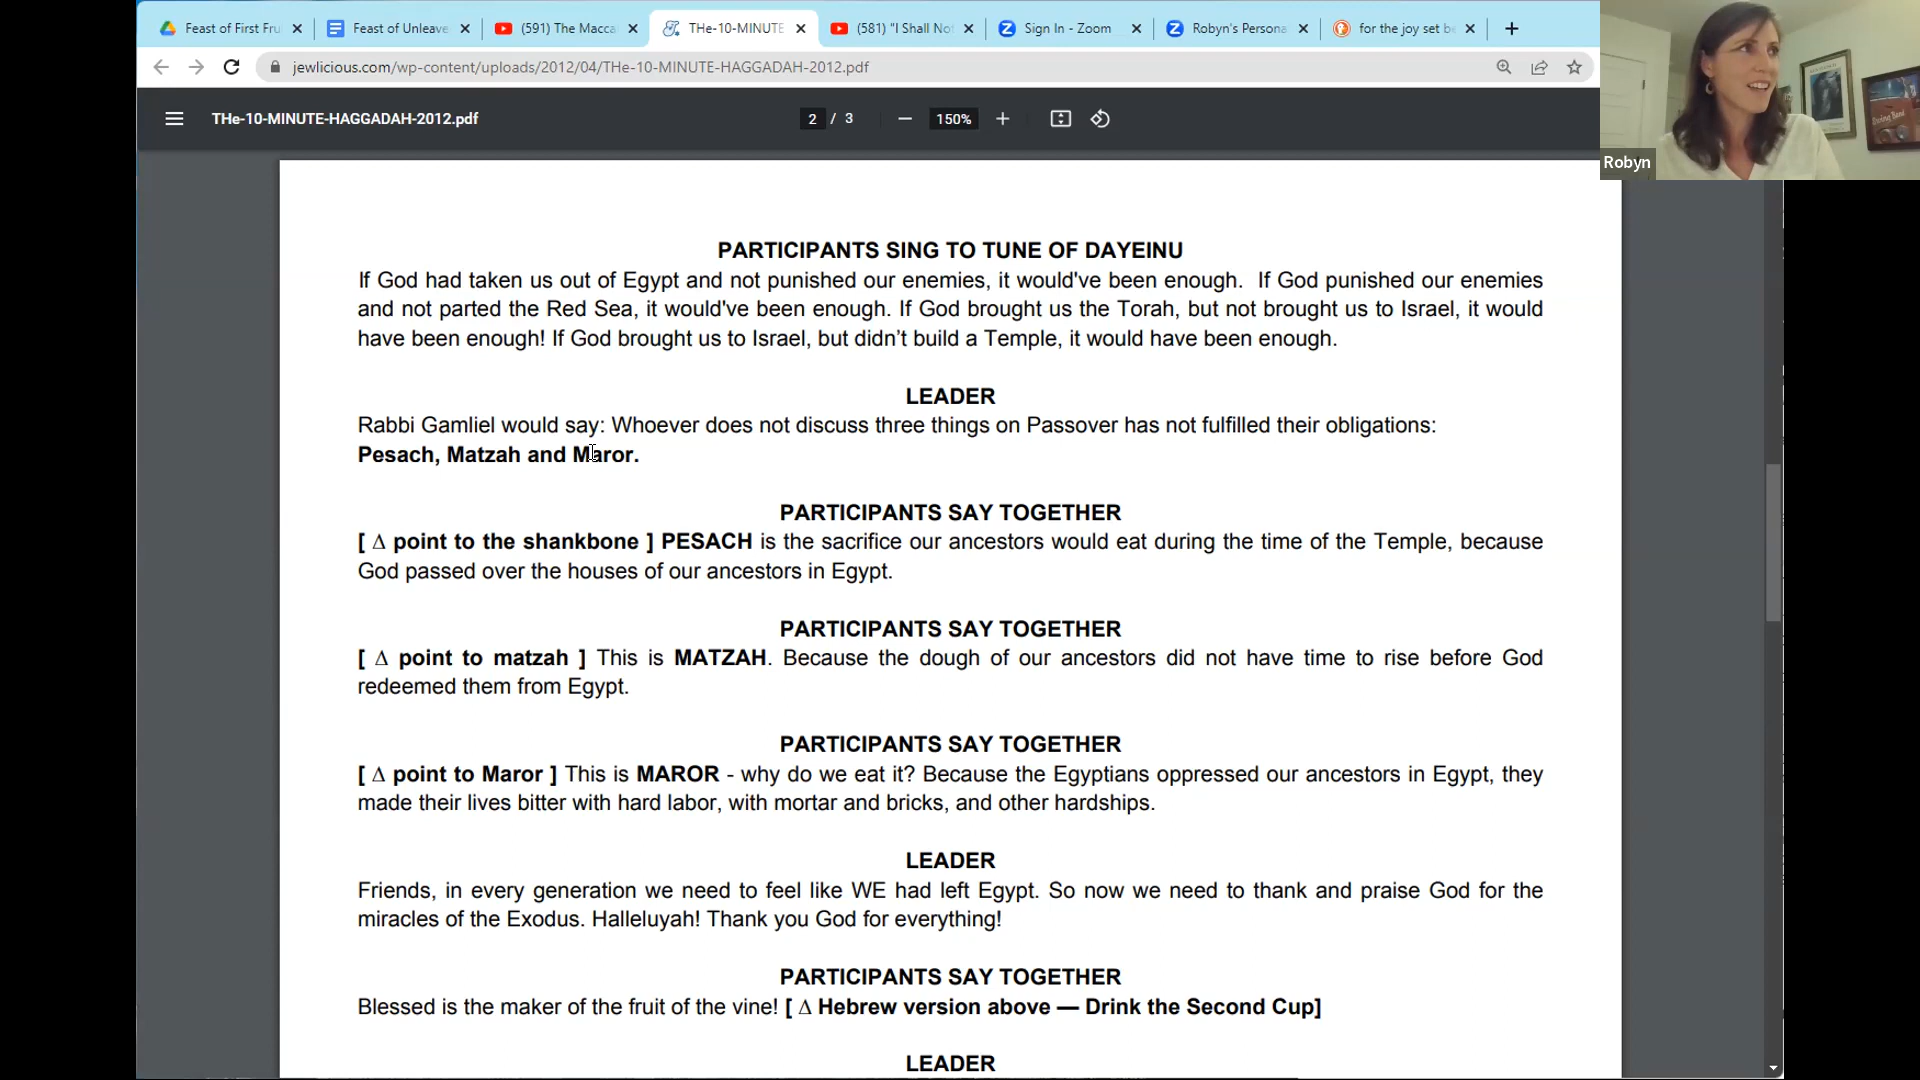 Feast of First Fru
Feast of Unleave
(591) The Macca
THe-10-MINUTE
(581) "I Shall No
Sign In - Zoom
Robyn's Persona
for the joy set b
jewlicious.com/wp-content/uploads/2012/04/THe-10-MINUTE-HAGGADAH-2012.pdf
Robyn
THe-10-MINUTE-HAGGADAH-2012.pdf
2 / 3
150%
PARTICIPANTS SING TO TUNE OF DAYEINU
If God had taken us out of Egypt and not punished our enemies, it would've been enough. If God punished our enemies
and not parted the Red Sea, it would've been enough. If God brought us the Torah, but not brought us to Israel, it would
have been enough! If God brought us to Israel, but didn’t build a Temple, it would have been enough.
LEADER
Rabbi Gamliel would say: Whoever does not discuss three things on Passover has not fulfilled their obligations:
Pesach, Matzah and Maror.
PARTICIPANTS SAY TOGETHER
[ Δ point to the shankbone ] PESACH is the sacrifice our ancestors would eat during the time of the Temple, because
God passed over the houses of our ancestors in Egypt.
PARTICIPANTS SAY TOGETHER
[ Δ point to matzah ] This is MATZAH. Because the dough of our ancestors did not have time to rise before God
redeemed them from Egypt.
PARTICIPANTS SAY TOGETHER
[ Δ point to Maror ] This is MAROR - why do we eat it? Because the Egyptians oppressed our ancestors in Egypt, they
made their lives bitter with hard labor, with mortar and bricks, and other hardships.
LEADER
Friends, in every generation we need to feel like WE had left Egypt. So now we need to thank and praise God for the
miracles of the Exodus. Halleluyah! Thank you God for everything!
PARTICIPANTS SAY TOGETHER
Blessed is the maker of the fruit of the vine! [ Δ Hebrew version above — Drink the Second Cup]
LEADER